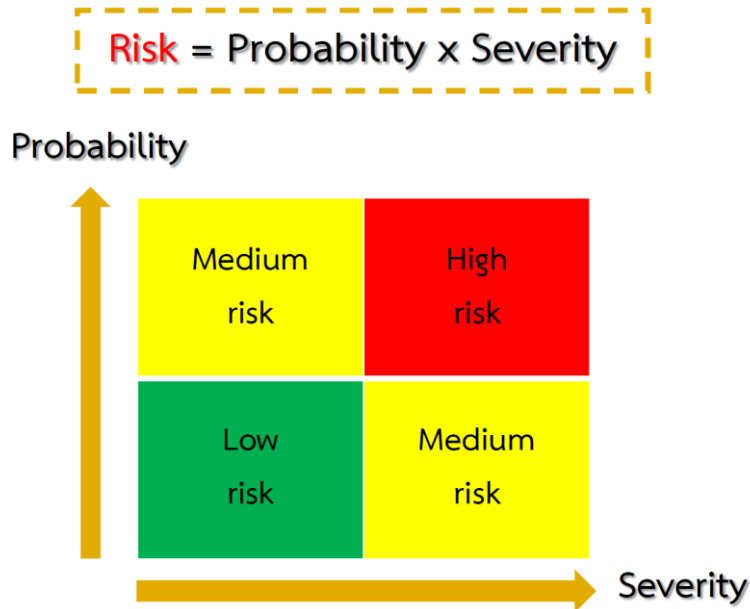 Risk = Probability x Severity
Probability
Medium
risk
High
risk
Low
risk
Medium
risk
Severity